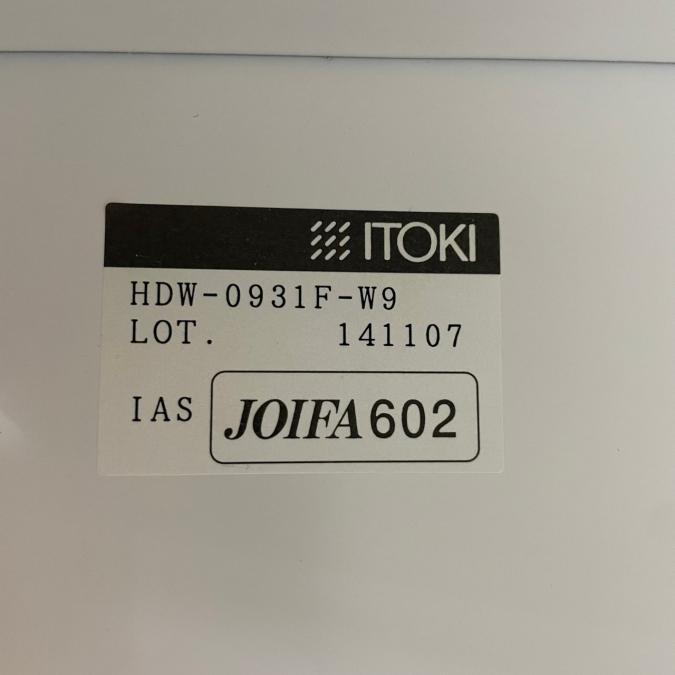 ITOKI
HDW-0931F-W9
LOT. 141107
IAS JOIFA602